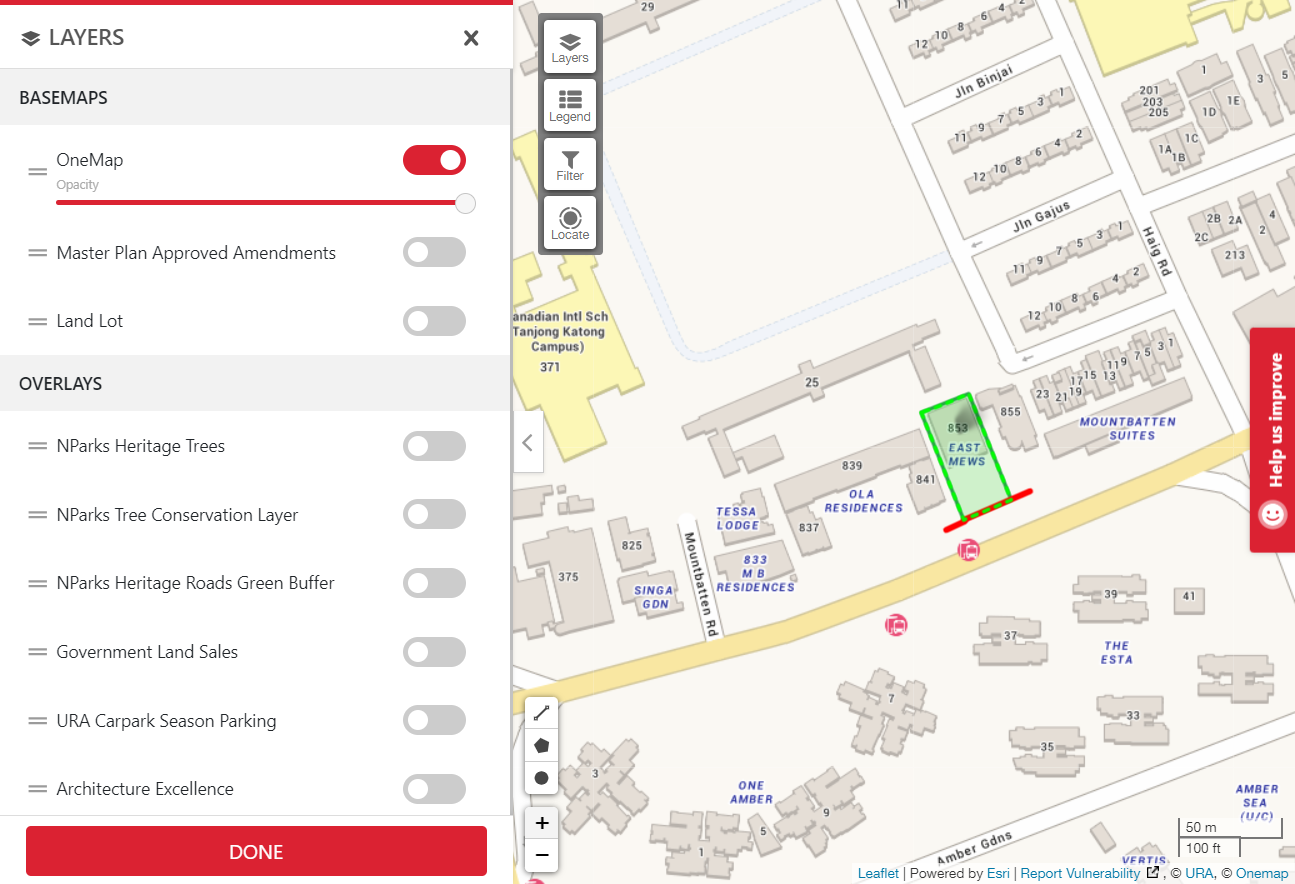 LAYERS
BASEMAPS
OneMap
Opacity
Master Plan Approved Amendments
Land Lot
OVERLAYS
NParks Heritage Trees
NParks Tree Conservation Layer
NParks Heritage Roads Green Buffer
Government Land Sales
URA Carpark Season Parking
Architecture Excellence
DONE
Layers
Legend
Filter
Locate
29
11
6
4
2
12
10
8
Jln Binjai
11
9
7
5
3
1
12
10
8
6
4
2
Jln Gajus
11
9
7
5
3
1
12
10
8
6
4
2
Haig Rd
201
203
205
1
1D
1E
3
5
1A
1B
1C
2B
2A
2C
4
2
213
anadian Intl Sch
Tanjong Katong
Campus)
371
25
23
21
19
17
15
13
11
9
7
5
3
1
MOUNTBATTEN
SUITES
855
853
EAST
MEWS
839
841
OLA
RESIDENCES
837
TESSA
LODGE
833
M B
RESIDENCES
825
375
SINGA
GDN
Mountbatten Rd
39
41
37
THE
ESTA
33
35
7
3
ONE
AMBER
9
5
1
Amber Gdns
AMBER
SEA
(U/C)
VERTIS
Help us improve
+
−
50 m
100 ft
Leaflet | Powered by Esri | Report Vulnerability , © URA, © Onemap